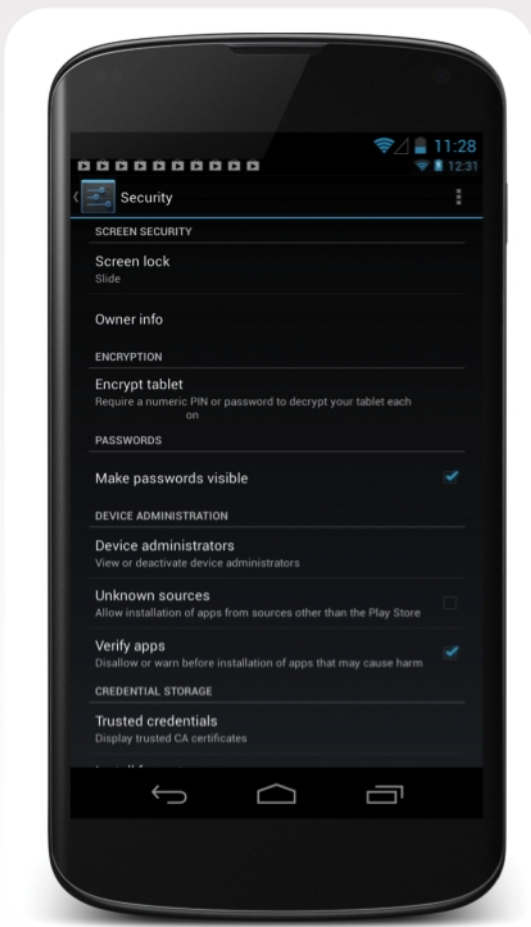 11:28
12:31
Security
SCREEN SECURITY
Screen lock
Slide
Owner info
ENCRYPTION
Encrypt tablet
Require a numeric PIN or password to decrypt your tablet each
on
PASSWORDS
Make passwords visible
DEVICE ADMINISTRATION
Device administrators
View or deactivate device administrators
Unknown sources
Allow installation of apps from sources other than the Play Store
Verify apps
Disallow or warn before installation of apps that may cause harm
CREDENTIAL STORAGE
Trusted credentials
Display trusted CA certificates